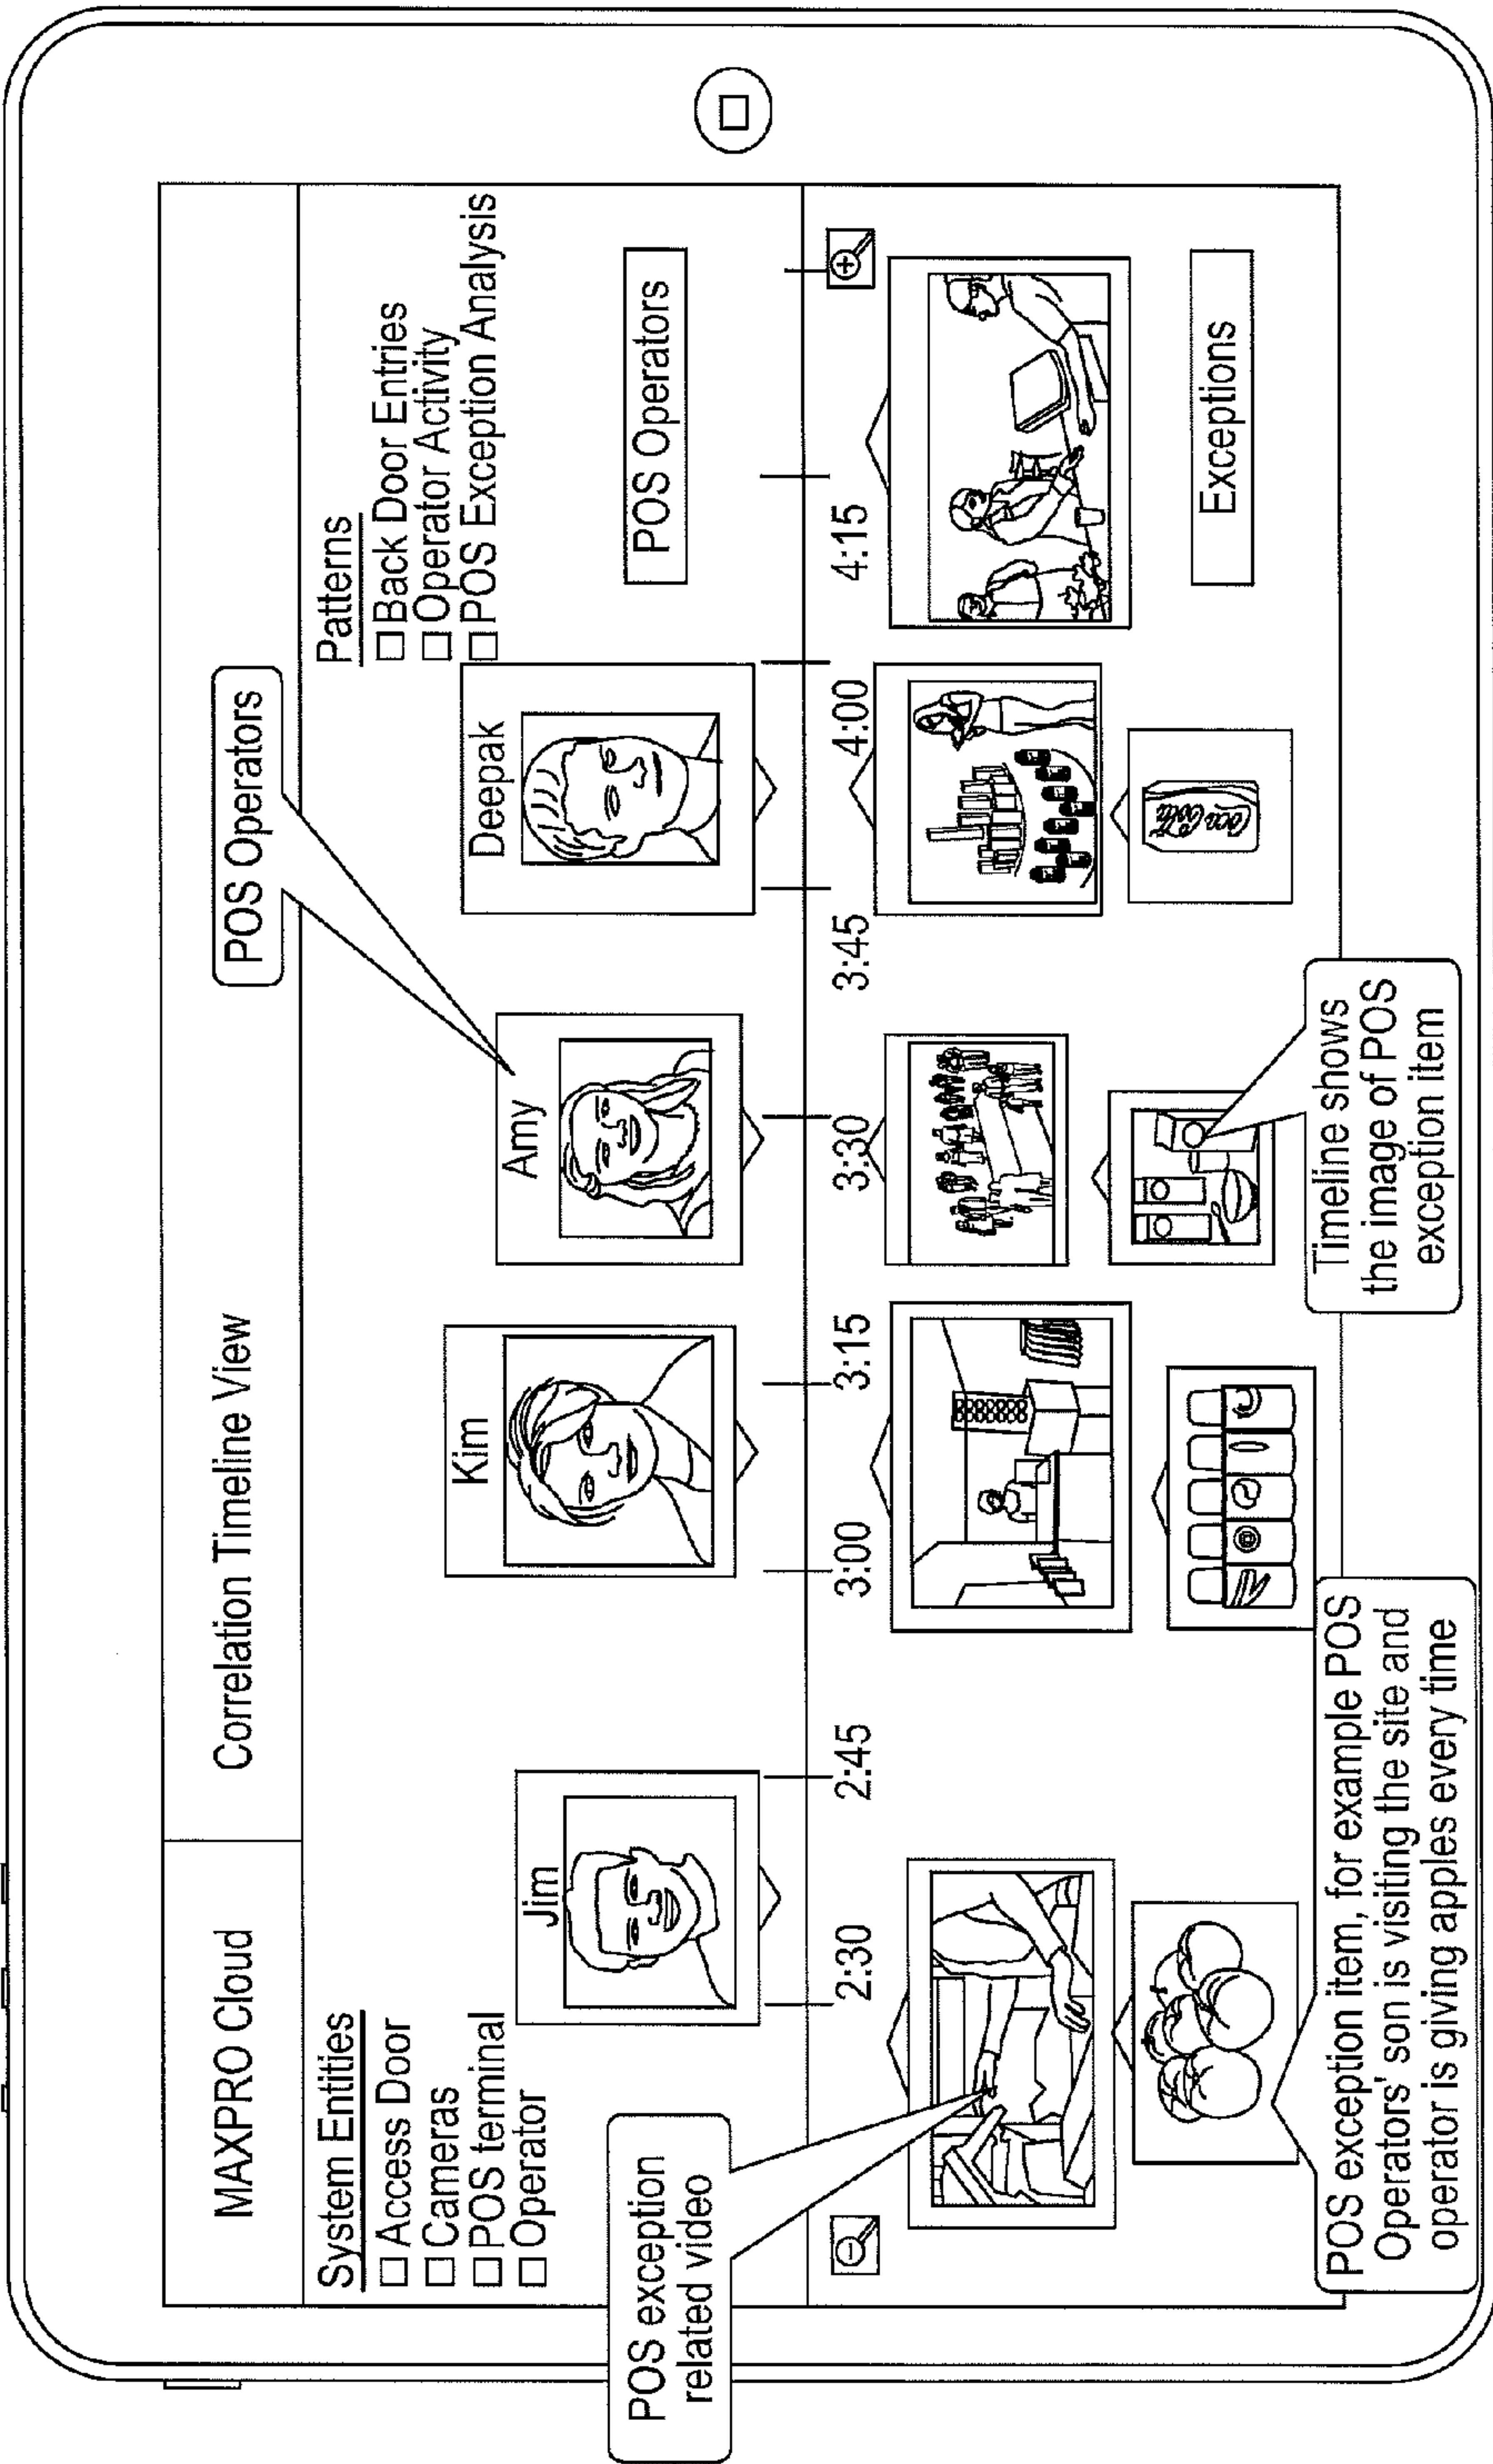 MAXPRO Cloud
Correlation Timeline View
System Entities
Access Door
Cameras
POS terminal
Operator
Patterns
Back Door Entries
Operator Activity
POS Exception Analysis
POS Operators
Jim
Kim
Amy
Deepak
POS Operators
2:30
2:45
3:00
3:15
3:30
3:45
4:00
4:15
POS exception
related video
Coca Cola
Exceptions
POS exception item, for example POS
Operators' son is visiting the site and
operator is giving apples every time
Timeline shows
the image of POS
exception item